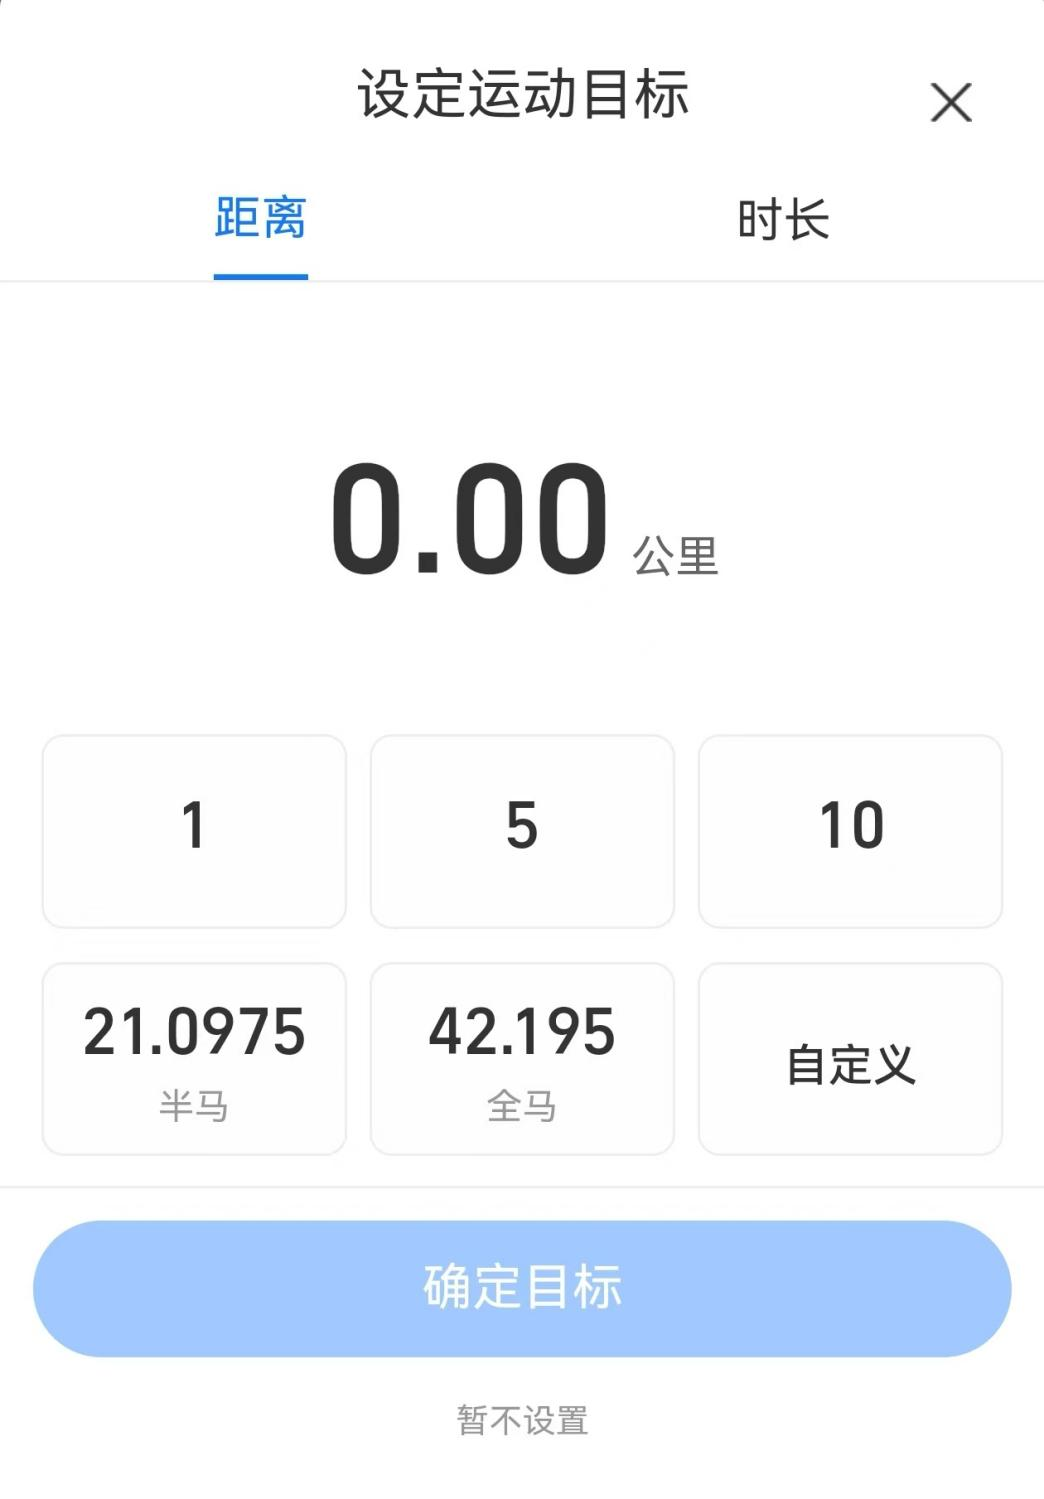 设定运动目标
距离
时长
0.00 公里
1
5
10
21.0975
半马
42.195
全马
自定义
确定目标
暂不设置